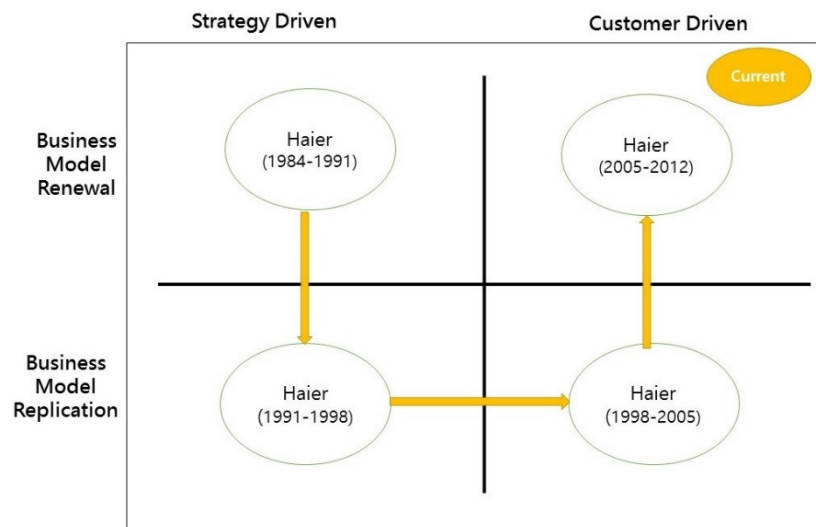 Strategy Driven
Customer Driven
Current
Business
Model
Renewal
Haier
(1984-1991)
Haier
(2005-2012)
Business
Model
Replication
Haier
(1991-1998)
Haier
(1998-2005)